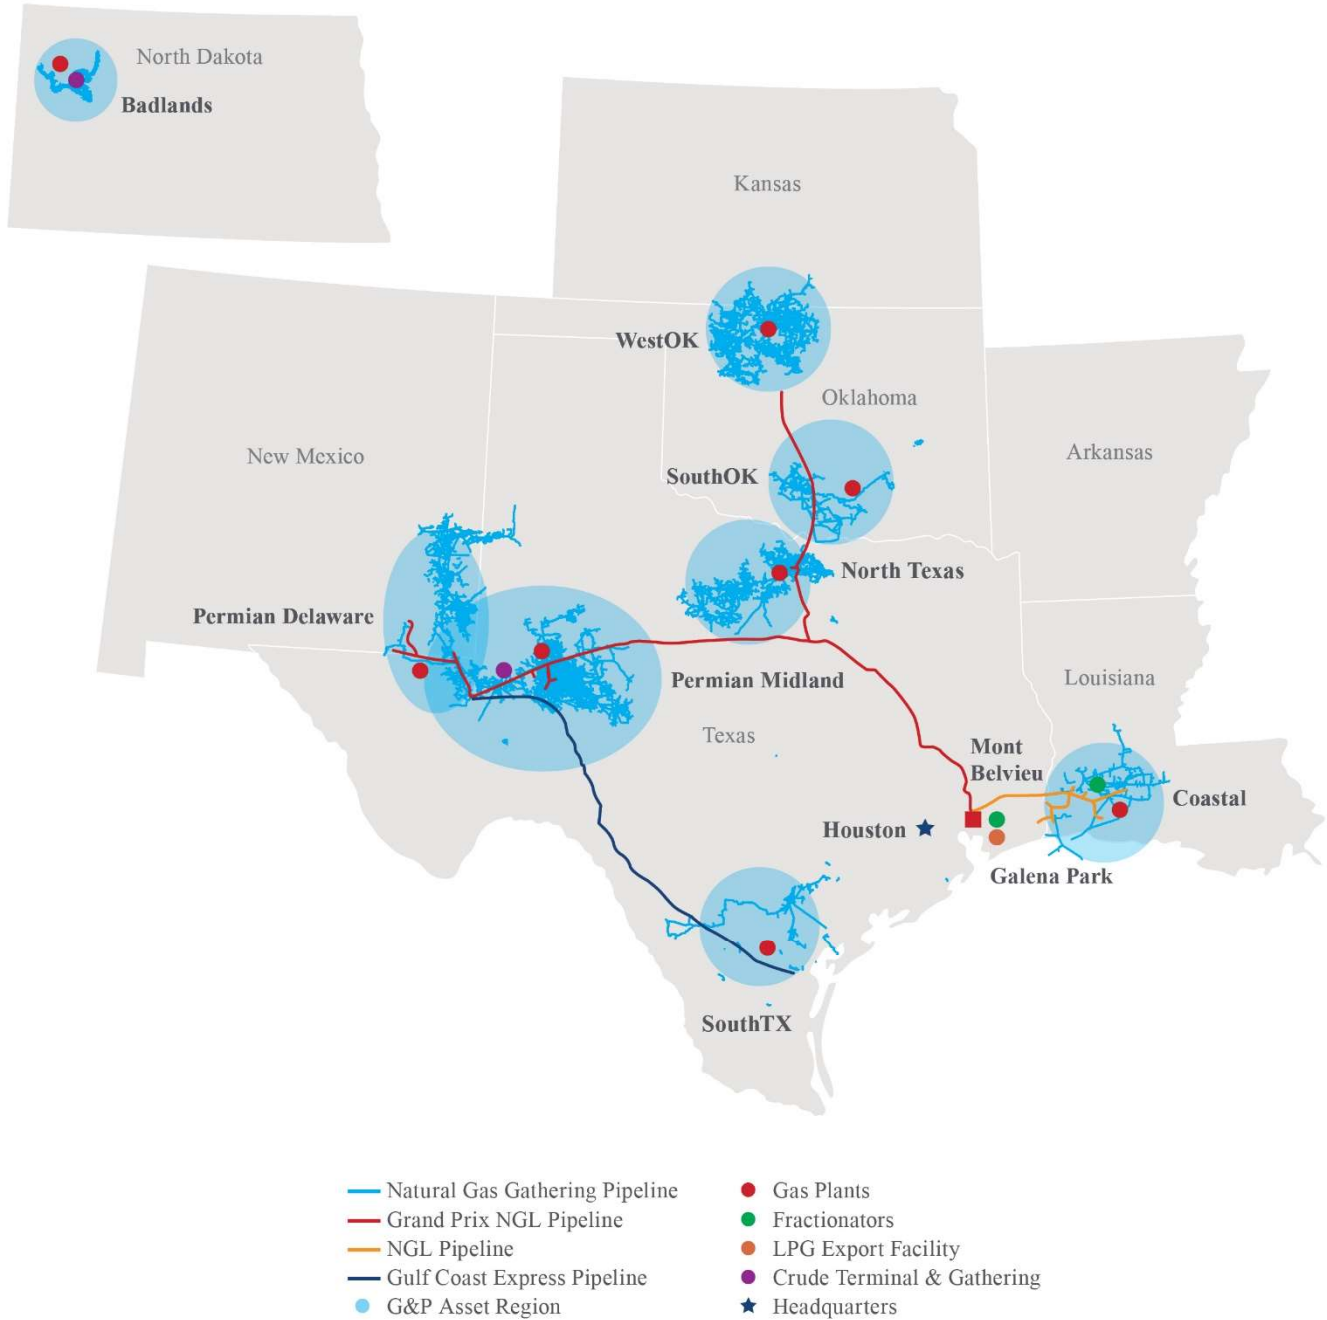 North Dakota
Badlands
Kansas
WestOK
Oklahoma
New Mexico
Arkansas
SouthOK
North Texas
Permian Delaware
Permian Midland
Louisiana
Texas
Mont
Belvieu
Coastal
Houston
Galena Park
SouthTX
Natural Gas Gathering Pipeline
Grand Prix NGL Pipeline
NGL Pipeline
Gulf Coast Express Pipeline
G&P Asset Region
Gas Plants
Fractionators
LPG Export Facility
Crude Terminal & Gathering
Headquarters